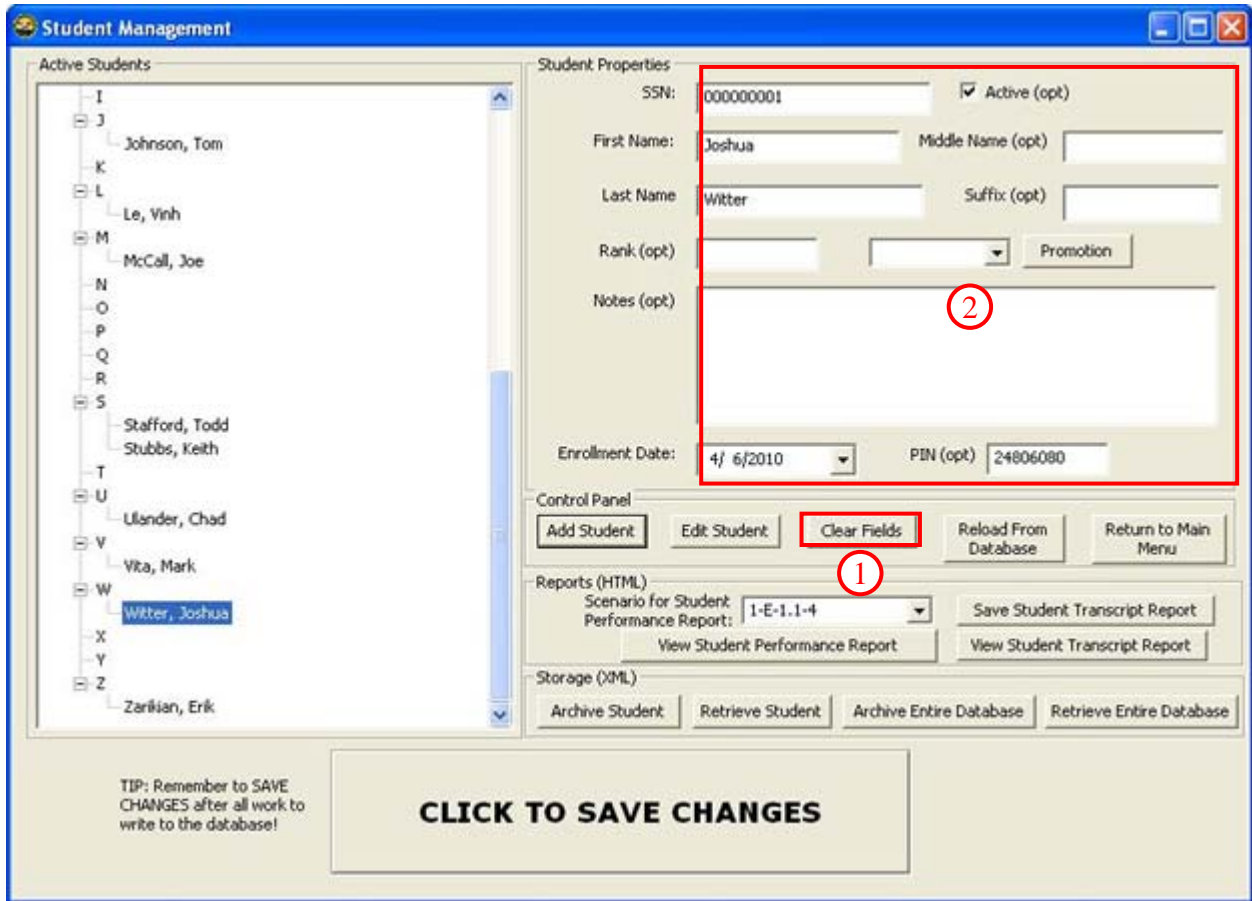 Student Management
Active Students
I
J
Johnson, Tom
K
L
Le, Vinh
M
McCall, Joe
N
O
P
Q
R
S
Stafford, Todd
Stubbs, Keith
T
U
Ulander, Chad
V
Vita, Mark
W
Witter, Joshua
X
Y
Z
Zarikian, Erik
Student Properties
SSN: 000000001 Active (opt)
First Name: Joshua Middle Name (opt)
Last Name Witter Suffix (opt)
Rank (opt) Promotion
Notes (opt)
2
Enrollment Date: 4/ 6/2010 PIN (opt) 24806080
Control Panel
Add Student Edit Student Clear Fields Reload From Database Return to Main Menu
1
Reports (HTML)
Scenario for Student Performance Report: 1-E-1.1-4 Save Student Transcript Report
View Student Performance Report View Student Transcript Report
Storage (XML)
Archive Student Retrieve Student Archive Entire Database Retrieve Entire Database
TIP: Remember to SAVE
CHANGES after all work to
write to the database!
CLICK TO SAVE CHANGES